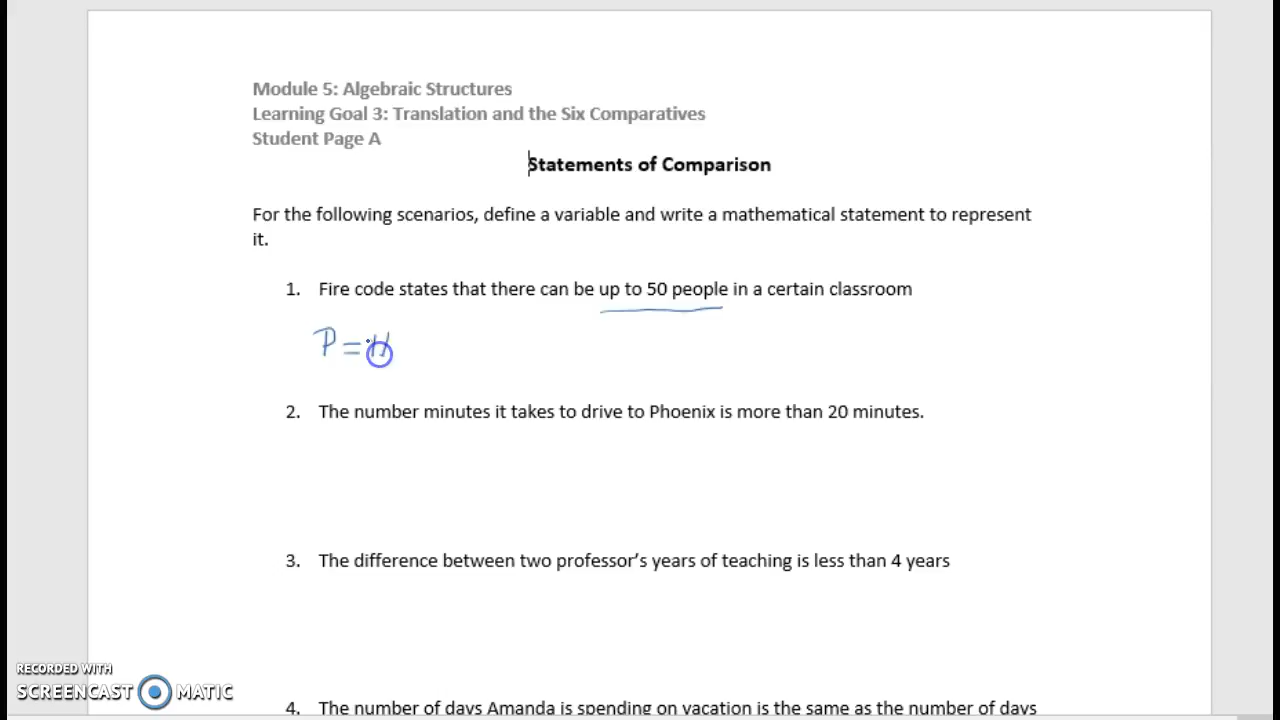 Module 5: Algebraic Structures
Learning Goal 3: Translation and the Six Comparatives
Student Page A
Statements of Comparison
For the following scenarios, define a variable and write a mathematical statement to represent
it.
1. Fire code states that there can be up to 50 people in a certain classroom
P = #
2. The number minutes it takes to drive to Phoenix is more than 20 minutes.
3. The difference between two professor’s years of teaching is less than 4 years
4. The number of days Amanda is spending on vacation is the same as the number of days
RECORDED WITH
SCREENCAST MATIC